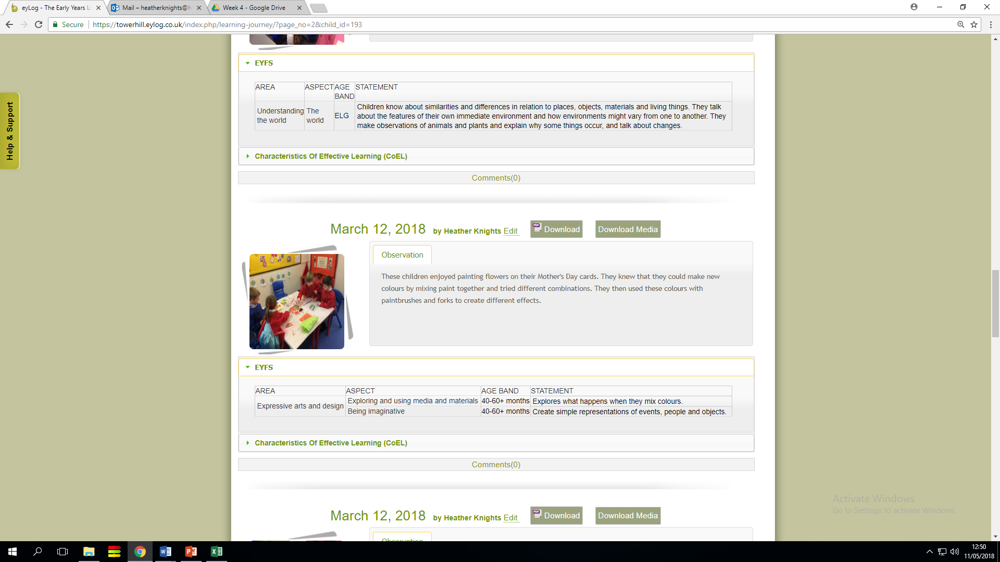 eyLog - The Early Years Lo
Mail – heatherknights@h
Week 4 - Google Drive
Secure
https://towerhill.eylog.co.uk/index.php/learning-journey/?page_no=2&child_id=193
Help & Support
EYFS
AREA ASPECT AGE BAND STATEMENT
Understanding the world The world ELG Children know about similarities and differences in relation to places, objects, materials and living things. They talk
about the features of their own immediate environment and how environments might vary from one to another. They
make observations of animals and plants and explain why some things occur, and talk about changes.
Characteristics Of Effective Learning (CoEL)
Comments(0)
March 12, 2018 by Heather Knights Edit Download Download Media
Observation
These children enjoyed painting flowers on their Mother's Day cards. They knew that they could make new
colours by mixing paint together and tried different combinations. They then used these colours with
paintbrushes and forks to create different effects.
EYFS
AREA ASPECT AGE BAND STATEMENT
Expressive arts and design Exploring and using media and materials 40-60+ months Explores what happens when they mix colours.
Being imaginative 40-60+ months Create simple representations of events, people and objects.
Characteristics Of Effective Learning (CoEL)
Comments(0)
Activate Windows
Go to Settings to activate Windows.
March 12, 2018 by Heather Knights Edit Download Download Media
Observation
12:50
11/05/2018